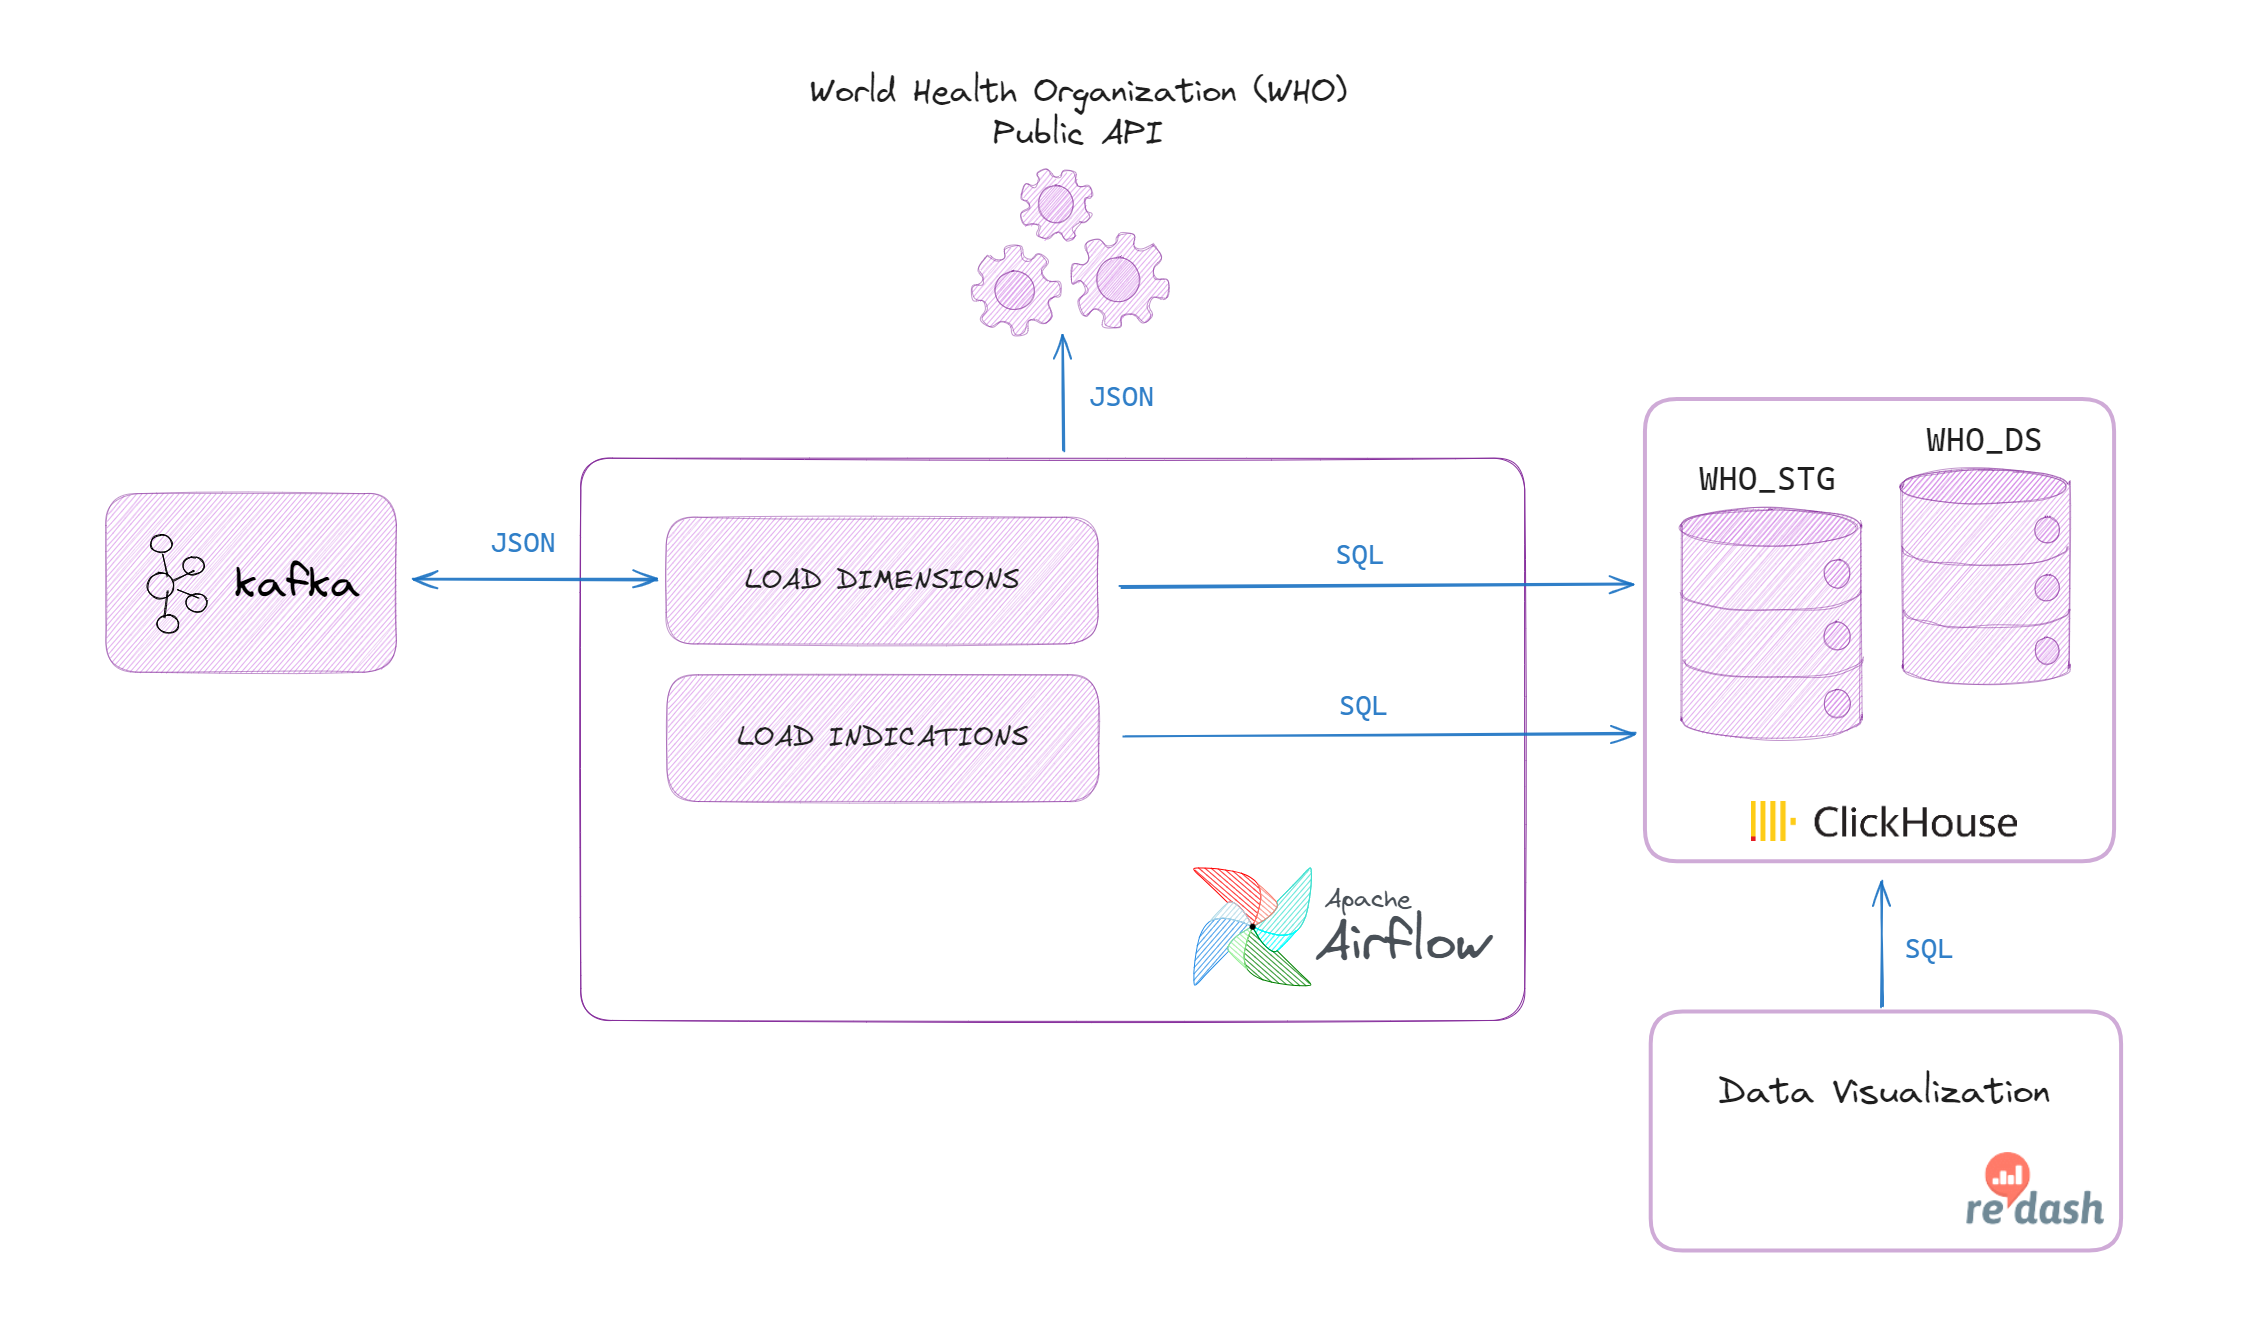 World Health Organization (WHO)
Public API
JSON
kafka
JSON
LOAD DIMENSIONS
SQL
LOAD INDICATIONS
SQL
Apache
Airflow
WHO_STG
WHO_DS
ClickHouse
SQL
Data Visualization
redash